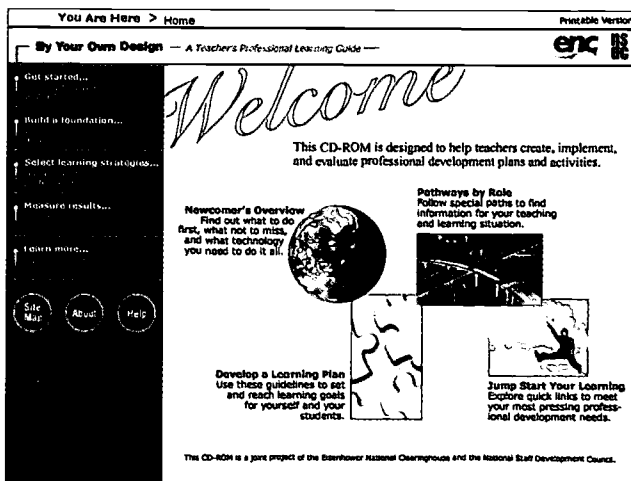 You Are Here > Home
Printable Version
By Your Own Design — A Teacher's Professional Learning Guide —
enc
Get started...
Build a foundation...
Select learning strategies...
Measure results...
Learn more...
Site
Map
About
Help
Welcome
This CD-ROM is designed to help teachers create, implement,
and evaluate professional development plans and activities.
Newcomer's Overview
Find out what to do
first, what not to miss,
and what technology
you need to do it all.
Pathways by Role
Follow special paths to find
information for your teaching
and learning situation.
Develop a Learning Plan
Use these guidelines to set
and reach learning goals
for yourself and your
students.
Jump Start Your Learning
Explore quick links to meet
your most pressing profess-
ional development needs.
This CD-ROM is a joint project of the Eisenhower National Clearinghouse and the National Staff Development Council.